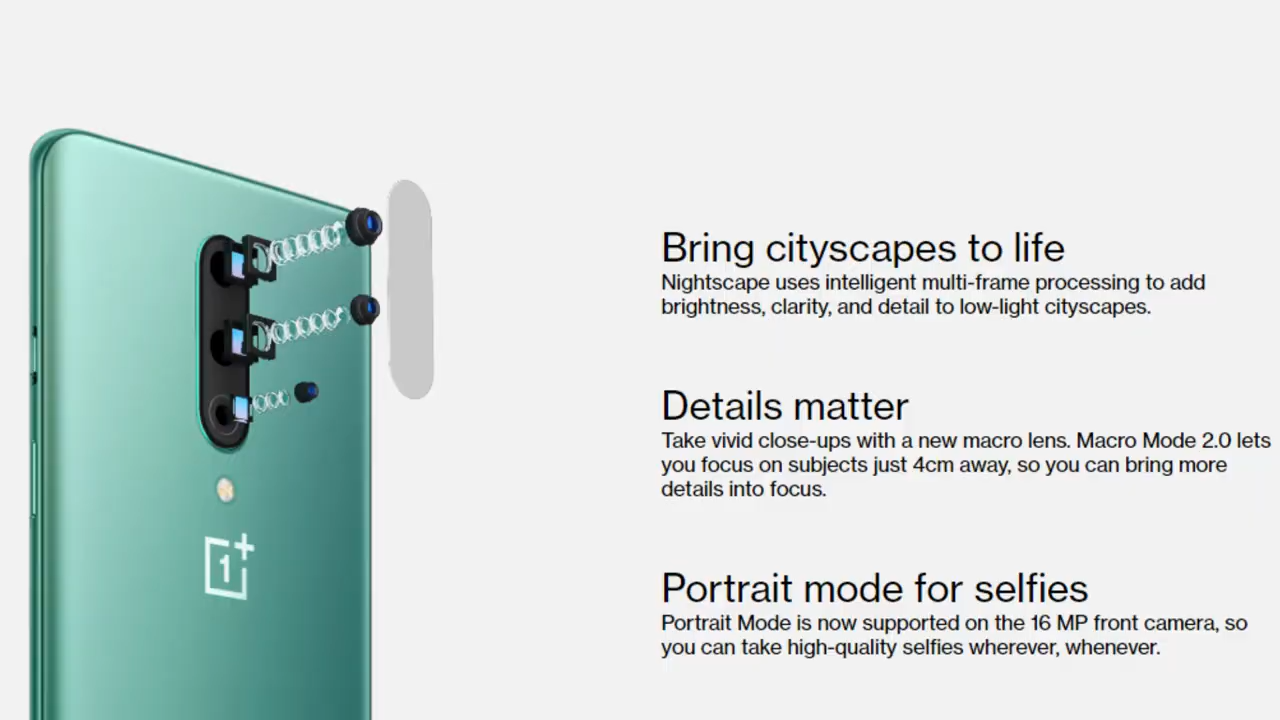 Bring cityscapes to life
Nightscape uses intelligent multi-frame processing to add
brightness, clarity, and detail to low-light cityscapes.
Details matter
Take vivid close-ups with a new macro lens. Macro Mode 2.0 lets
you focus on subjects just 4cm away, so you can bring more
details into focus.
Portrait mode for selfies
Portrait Mode is now supported on the 16 MP front camera, so
you can take high-quality selfies wherever, whenever.
1+